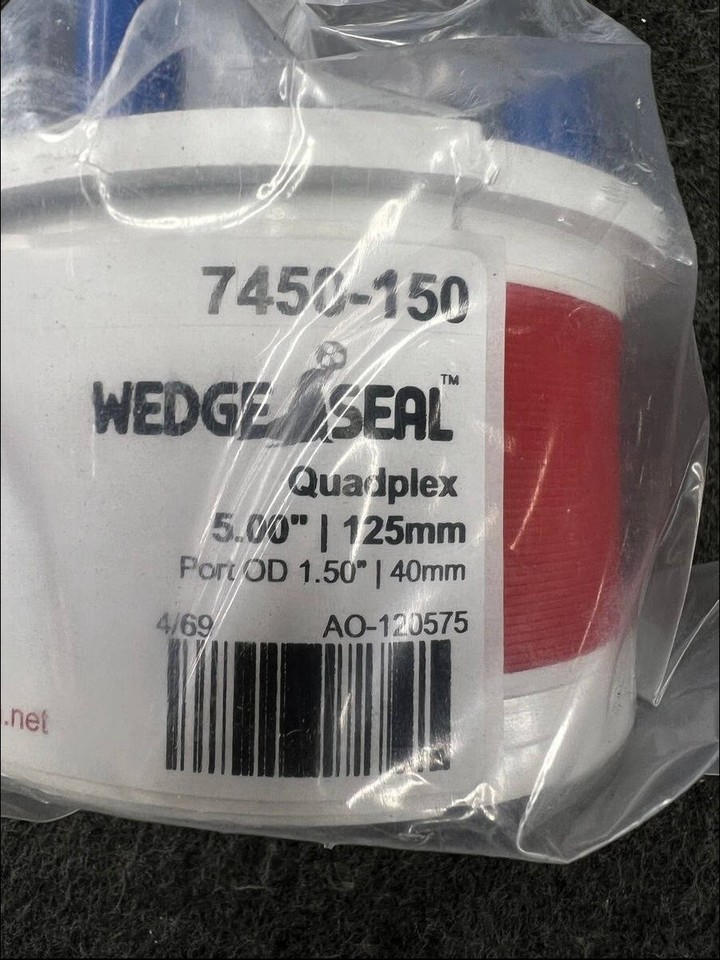 7450-150
WEDGE SEAL™
Quadplex
5.00" | 125mm
Port OD 1.50" | 40mm
4/69 AO-120575
.net